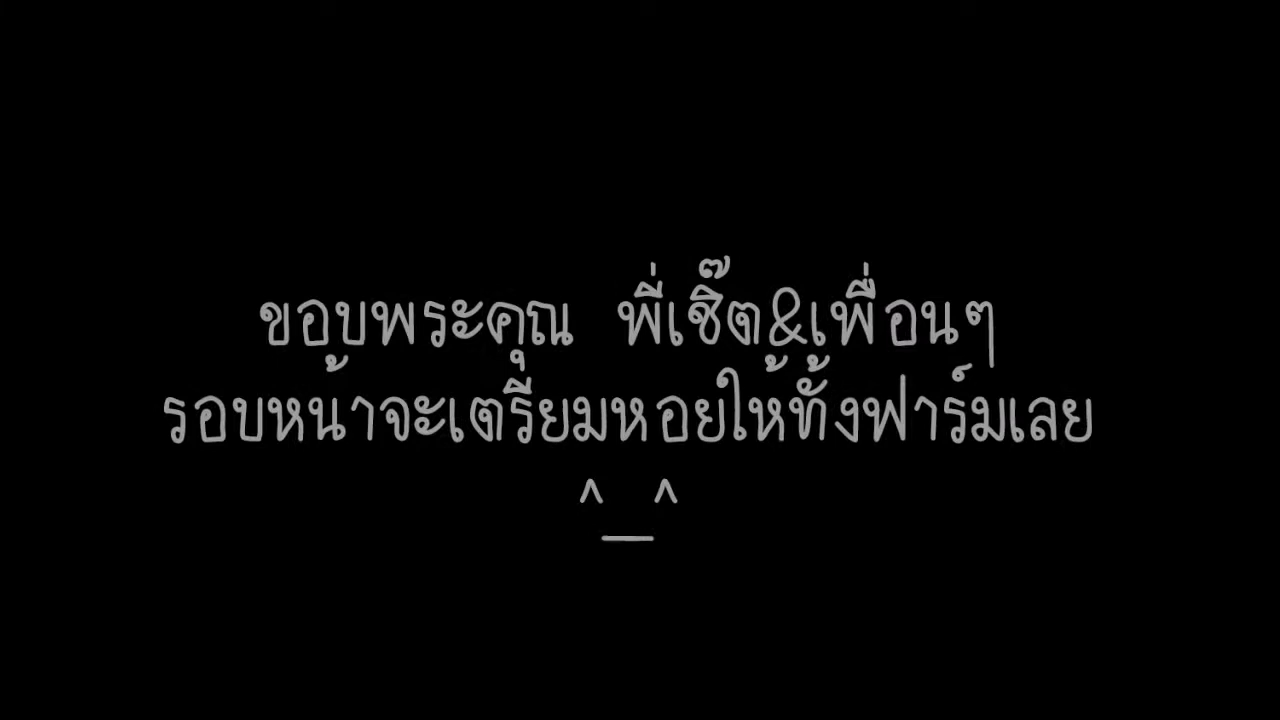 ขอบพระคุณ พี่เชิ๊ต&เพื่อนๆ
รอบหน้าจะเตรียมหอยให้ทั้งฟาร์มเลย
^_^